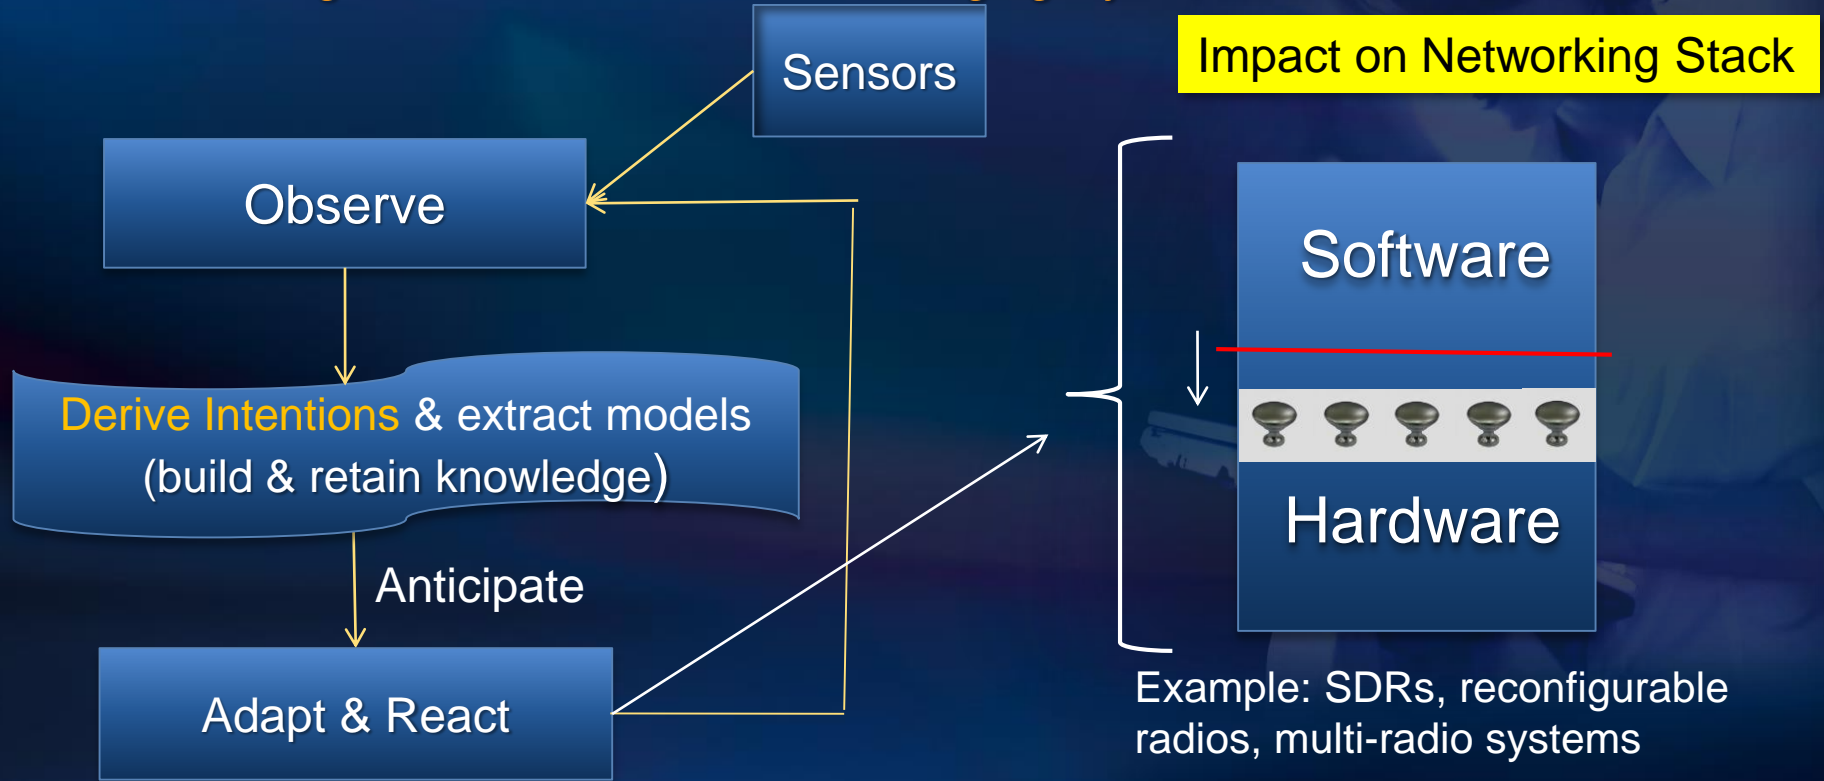 Sensors
Impact on Networking Stack
Observe
Software
Derive Intentions & extract models
(build & retain knowledge)
Hardware
Anticipate
Adapt & React
Example: SDRs, reconfigurable
radios, multi-radio systems